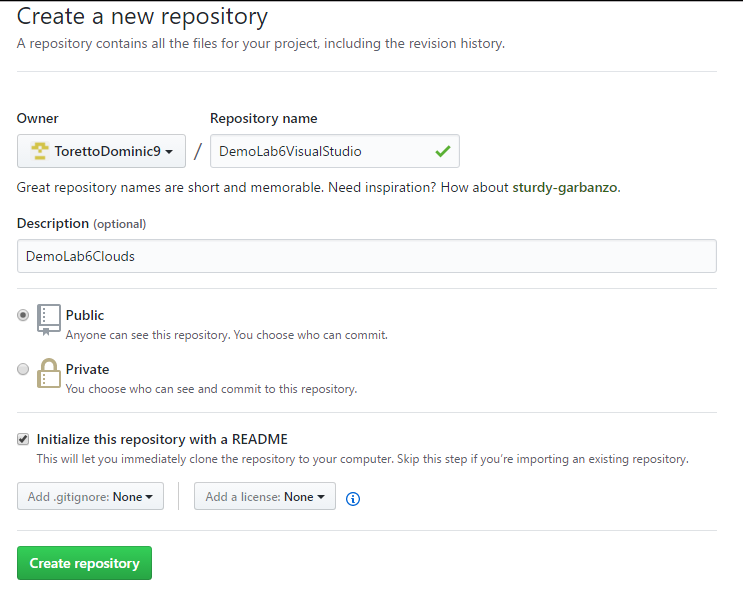 Create a new repository
A repository contains all the files for your project, including the revision history.
Owner
Repository name
TorettoDominic9
/
DemoLab6VisualStudio
Great repository names are short and memorable. Need inspiration? How about sturdy-garbanzo.
Description (optional)
DemoLab6Clouds
Public
Anyone can see this repository. You choose who can commit.
Private
You choose who can see and commit to this repository.
Initialize this repository with a README
This will let you immediately clone the repository to your computer. Skip this step if you're importing an existing repository.
Add .gitignore: None
Add a license: None
Create repository